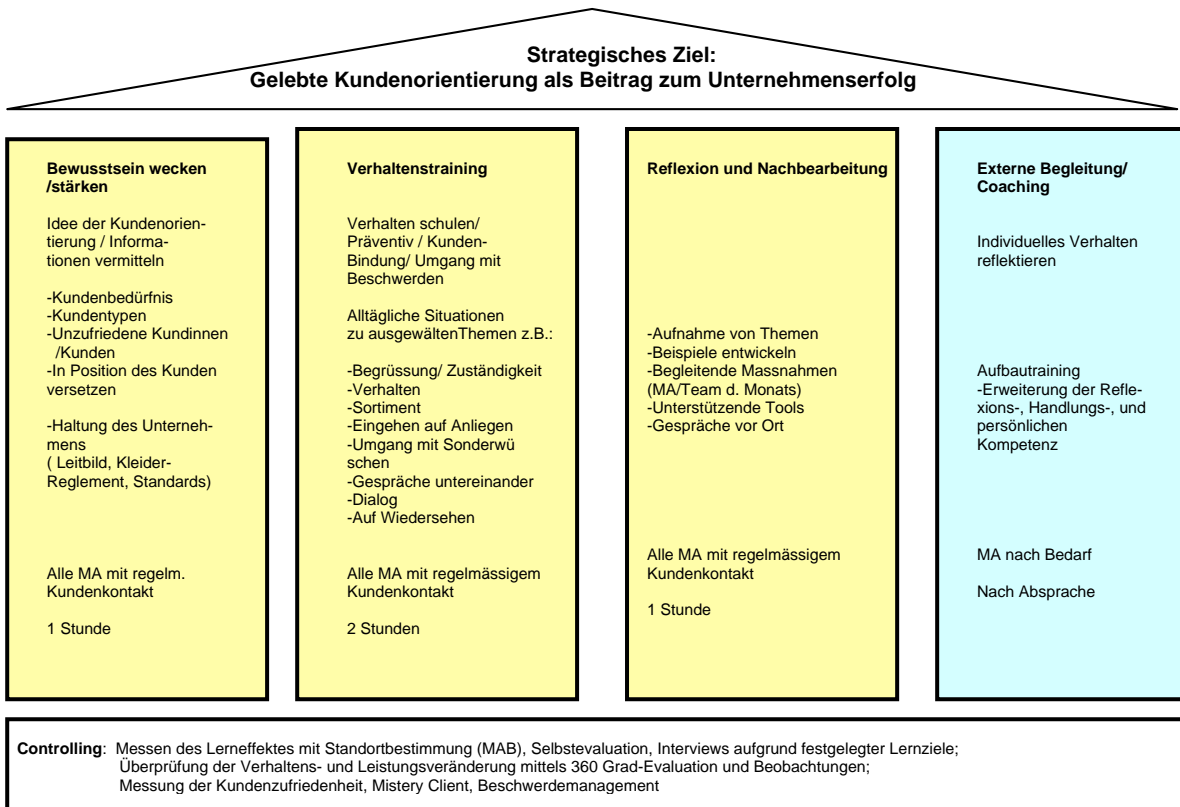 Strategisches Ziel:
Gelebte Kundenorientierung als Beitrag zum Unternehmenserfolg
Bewusstsein wecken
/stärken
Idee der Kundenorien-
tierung / Informa-
tionen vermitteln
-Kundenbedürfnis
-Kundentypen
-Unzufriedene Kundinnen
/Kunden
-In Position des Kunden
versetzen
-Haltung des Unterneh-
mens
( Leitbild, Kleider-
Reglement, Standards)
Alle MA mit regelm.
Kundenkontakt
1 Stunde
Verhaltenstraining
Verhalten schulen/
Präventiv / Kunden-
Bindung/ Umgang mit
Beschwerden
Alltägliche Situationen
zu ausgewältenThemen z.B.:
-Begrüssung/ Zuständigkeit
-Verhalten
-Sortiment
-Eingehen auf Anliegen
-Umgang mit Sonderwü
schen
-Gespräche untereinander
-Dialog
-Auf Wiedersehen
Alle MA mit regelmässigem
Kundenkontakt
2 Stunden
Reflexion und Nachbearbeitung
-Aufnahme von Themen
-Beispiele entwickeln
-Begleitende Massnahmen
(MA/Team d. Monats)
-Unterstützende Tools
-Gespräche vor Ort
Alle MA mit regelmässigem
Kundenkontakt
1 Stunde
Externe Begleitung/
Coaching
Individuelles Verhalten
reflektieren
Aufbautraining
-Erweiterung der Refle-
xions-, Handlungs-, und
persönlichen
Kompetenz
MA nach Bedarf
Nach Absprache
Controlling: Messen des Lerneffektes mit Standortbestimmung (MAB), Selbstevaluation, Interviews aufgrund festgelegter Lernziele;
Überprüfung der Verhaltens- und Leistungsveränderung mittels 360 Grad-Evaluation und Beobachtungen;
Messung der Kundenzufriedenheit, Mistery Client, Beschwerdemanagement